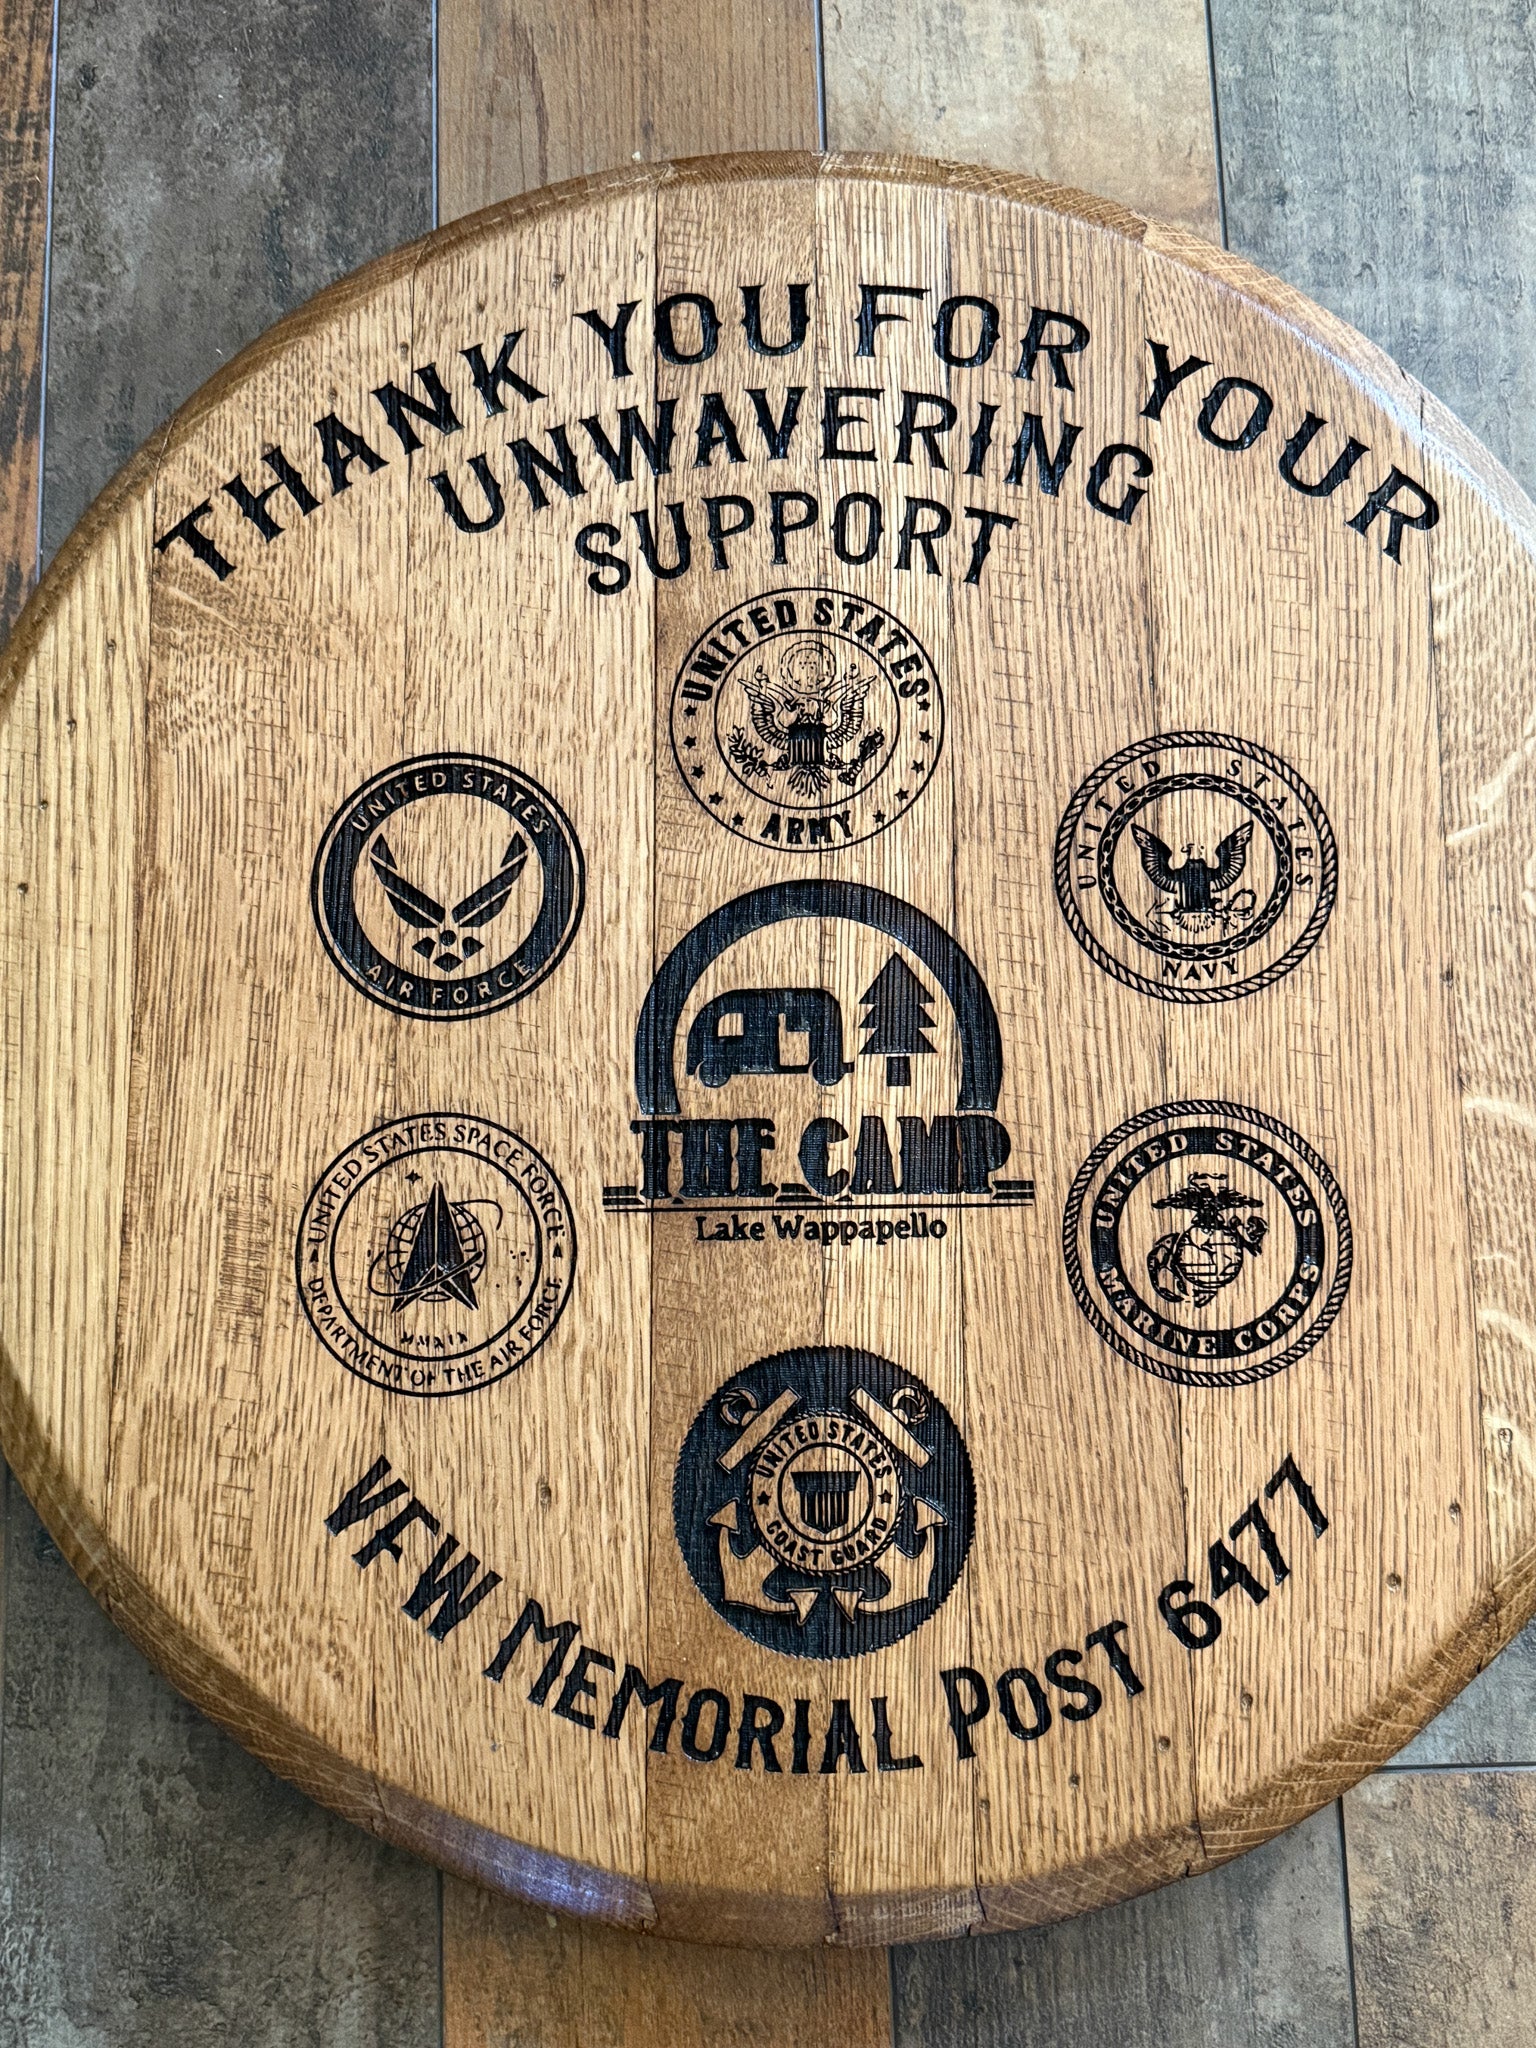 THANK YOU FOR YOUR
UNWAVERING
SUPPORT
UNITED STATES
ARMY
UNITED STATES
AIR FORCE
UNITED STATES
NAVY
THE CAMP
Lake Wappapello
UNITED STATES SPACE FORCE
MMXIX
DEPARTMENT OF THE AIR FORCE
UNITED STATES
MARINE CORPS
UNITED STATES
COAST GUARD
VFW MEMORIAL POST 6477